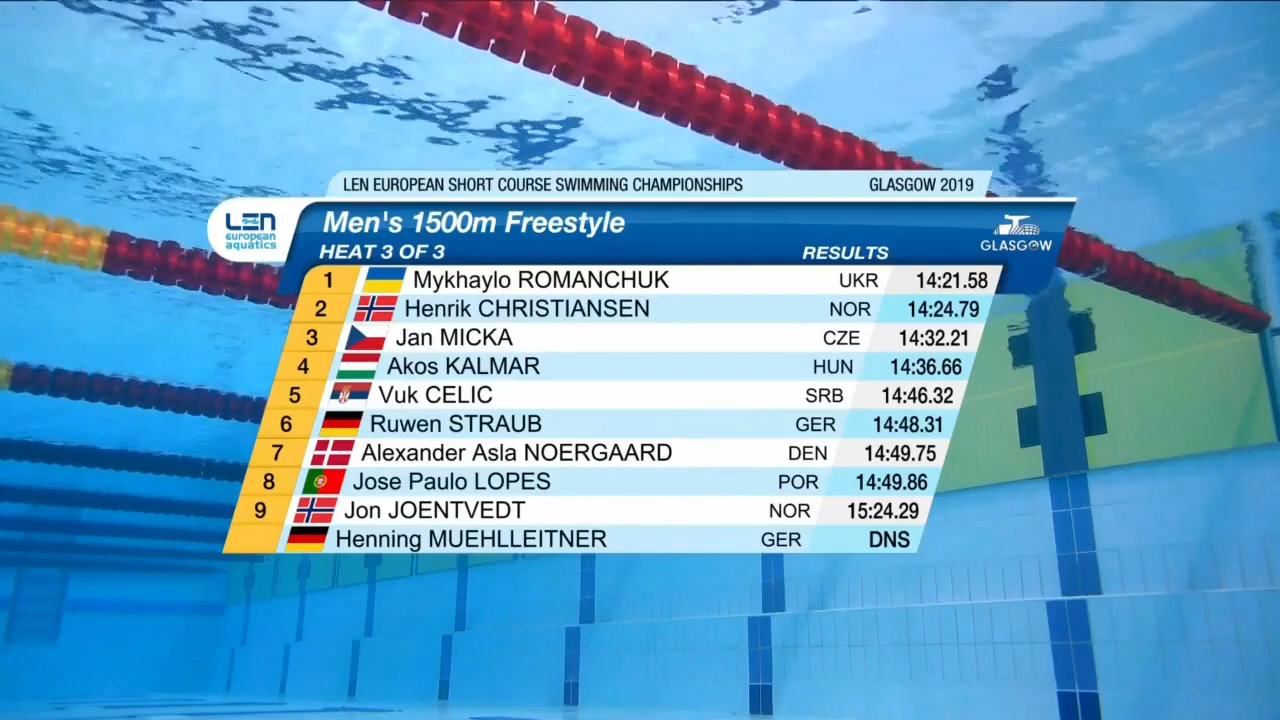 LEN EUROPEAN SHORT COURSE SWIMMING CHAMPIONSHIPS GLASGOW 2019
LEN
european
aquatics
Men's 1500m Freestyle
GLASGOW
HEAT 3 OF 3 RESULTS
1 Mykhaylo ROMANCHUK UKR 14:21.58
2 Henrik CHRISTIANSEN NOR 14:24.79
3 Jan MICKA CZE 14:32.21
4 Akos KALMAR HUN 14:36.66
5 Vuk CELIC SRB 14:46.32
6 Ruwen STRAUB GER 14:48.31
7 Alexander Asla NOERGAARD DEN 14:49.75
8 Jose Paulo LOPES POR 14:49.86
9 Jon JOENTVEDT NOR 15:24.29
Henning MUEHLLEITNER GER DNS